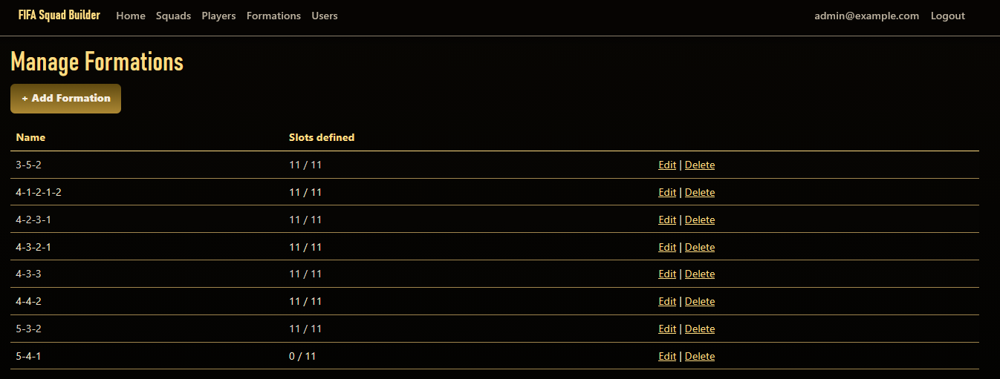 FIFA Squad Builder Home Squads Players Formations Users admin@example.com Logout
Manage Formations
+ Add Formation
Name Slots defined
3-5-2 11 / 11 Edit | Delete
4-1-2-1-2 11 / 11 Edit | Delete
4-2-3-1 11 / 11 Edit | Delete
4-3-2-1 11 / 11 Edit | Delete
4-3-3 11 / 11 Edit | Delete
4-4-2 11 / 11 Edit | Delete
5-3-2 11 / 11 Edit | Delete
5-4-1 0 / 11 Edit | Delete